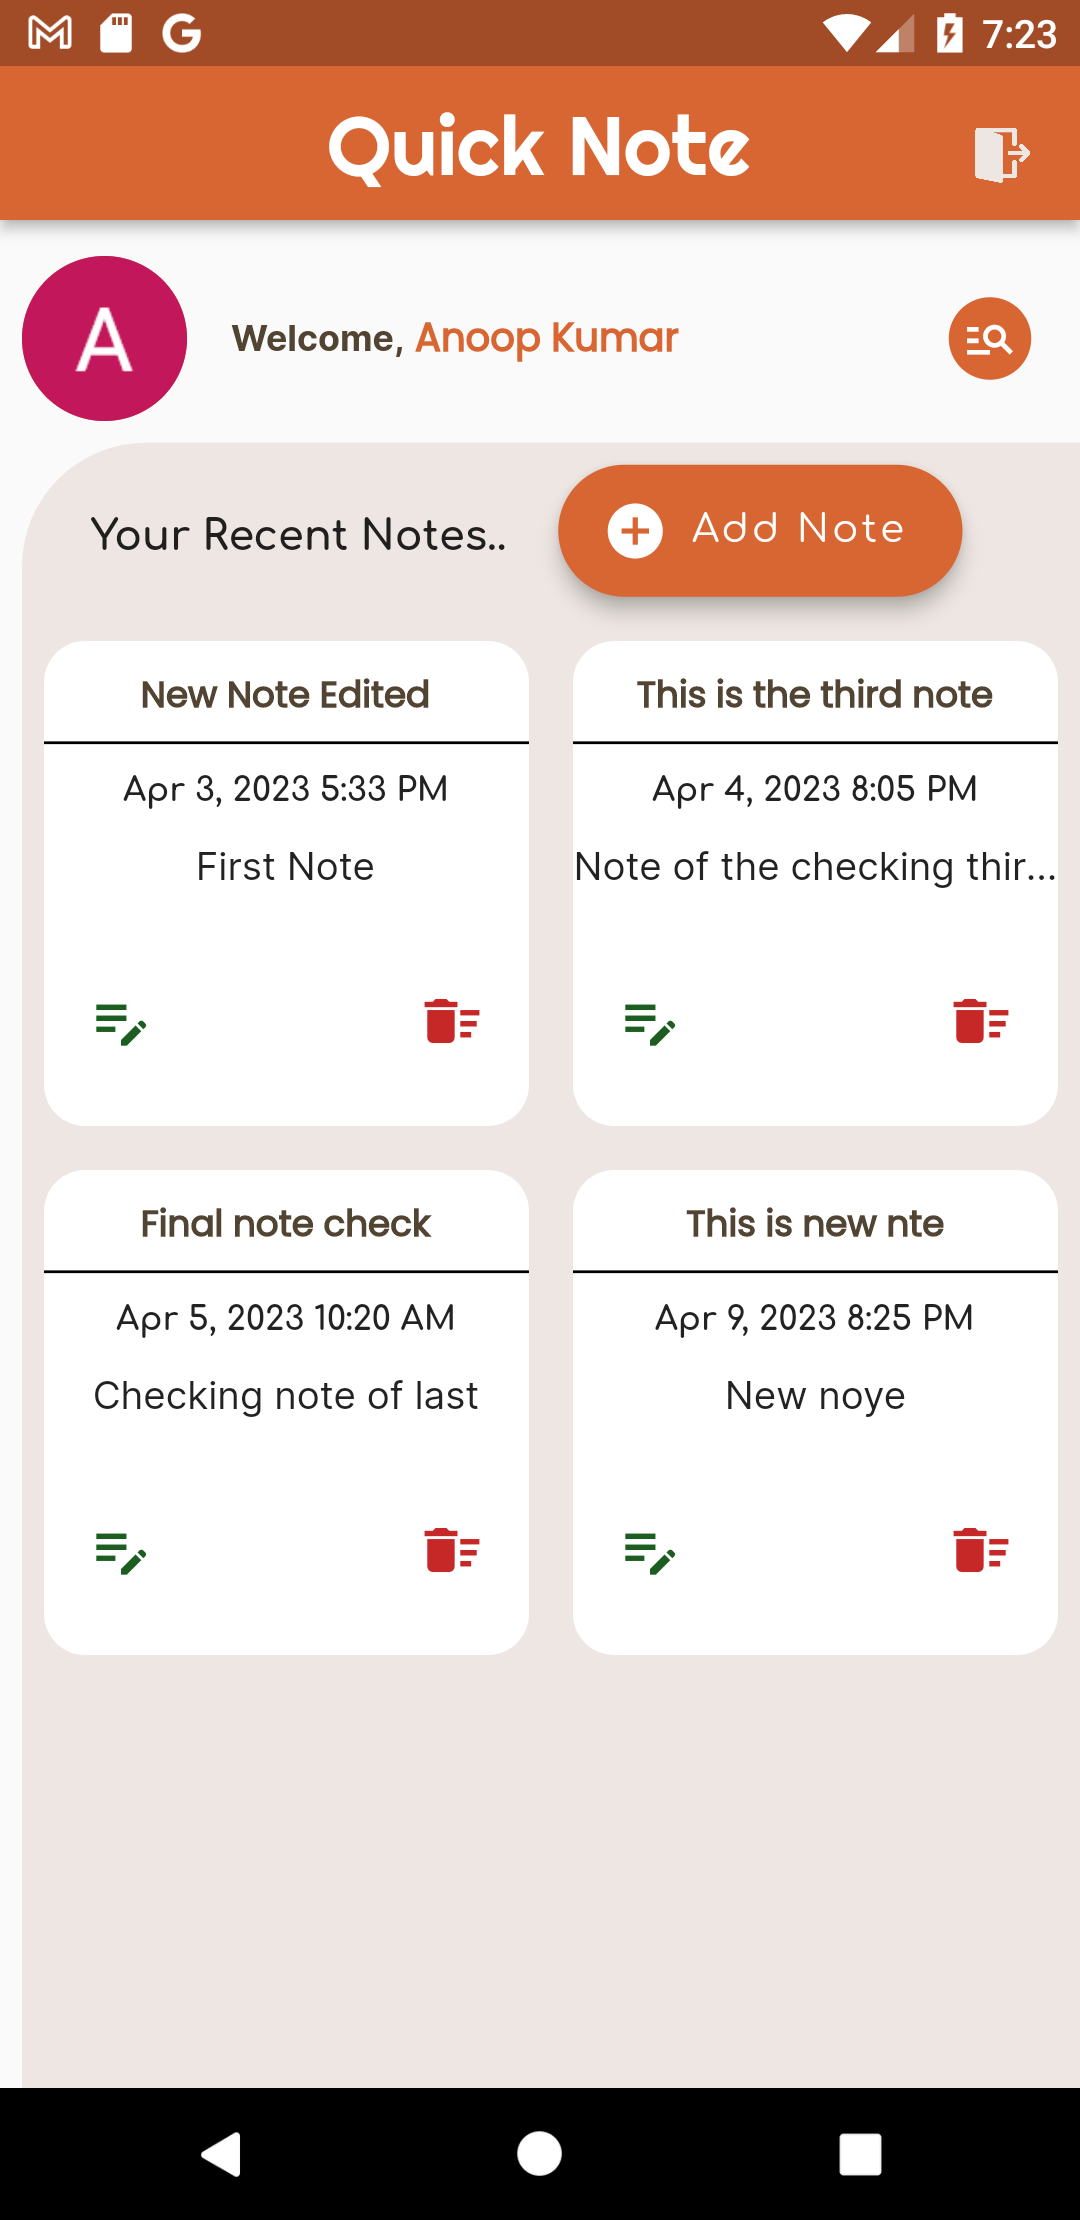 7:23
Quick Note
A
Welcome, Anoop Kumar
Your Recent Notes..
Add Note
New Note Edited
Apr 3, 2023 5:33 PM
First Note
This is the third note
Apr 4, 2023 8:05 PM
Note of the checking thir...
Final note check
Apr 5, 2023 10:20 AM
Checking note of last
This is new nte
Apr 9, 2023 8:25 PM
New noye